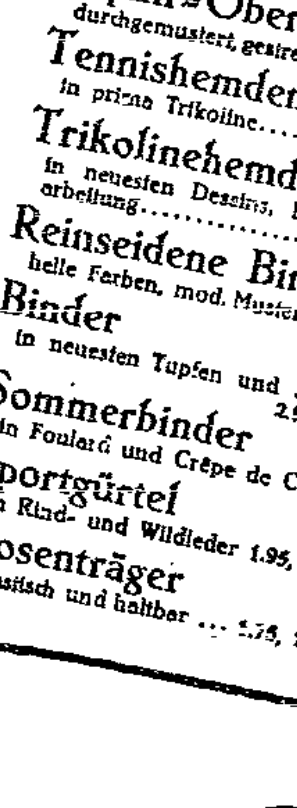 Ober
durchgemustert, gestre
Tennishemden
in prima Trikoline....
Trikolinehemd
in neuesten Dessins,
arbeitung..............
Reinseidene Bin
helle Farben, mod. Muster
Binder
in neuesten Tupfen und
Sommerbinder
in Foulard und Crêpe de C
portgürtel
n Rind- und Wildleder 1.95,
osenträger
astisch und haltbar ... 1.75,